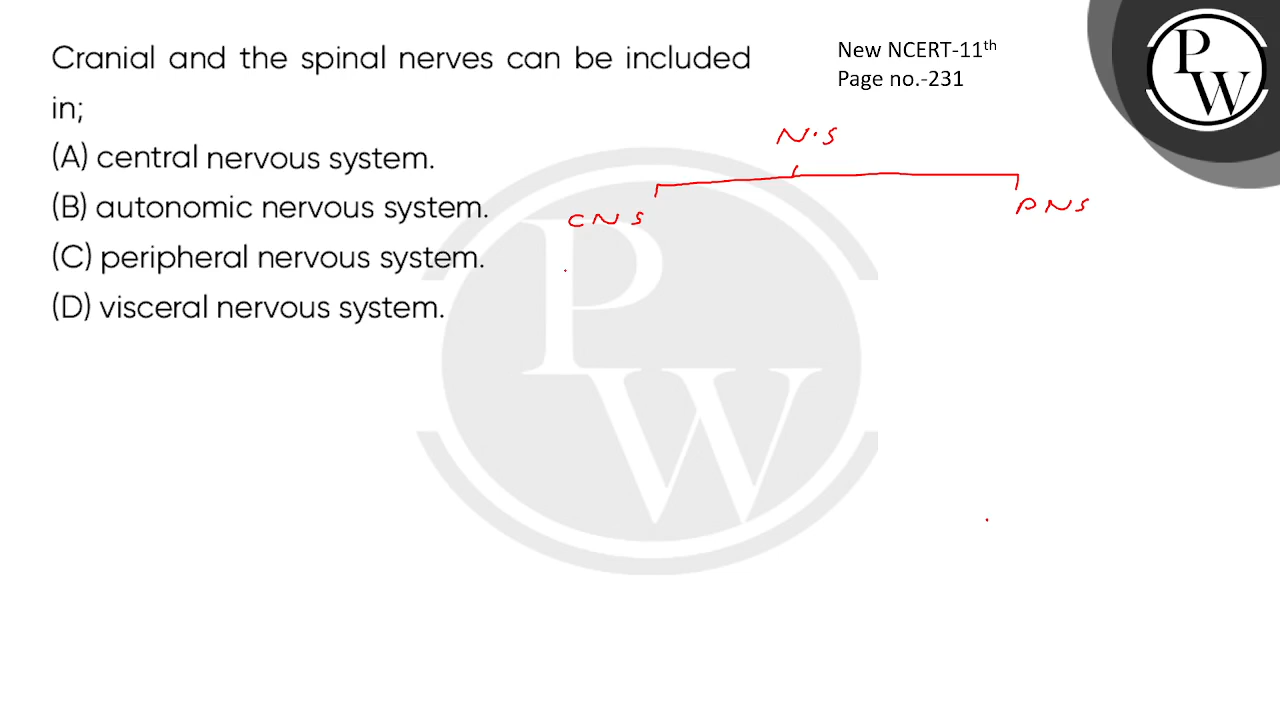 Cranial and the spinal nerves can be included
in;
(A) central nervous system.
(B) autonomic nervous system.
(C) peripheral nervous system.
(D) visceral nervous system.
New NCERT-11th
Page no.-231
N.S
CNS
PNS
PW
PW